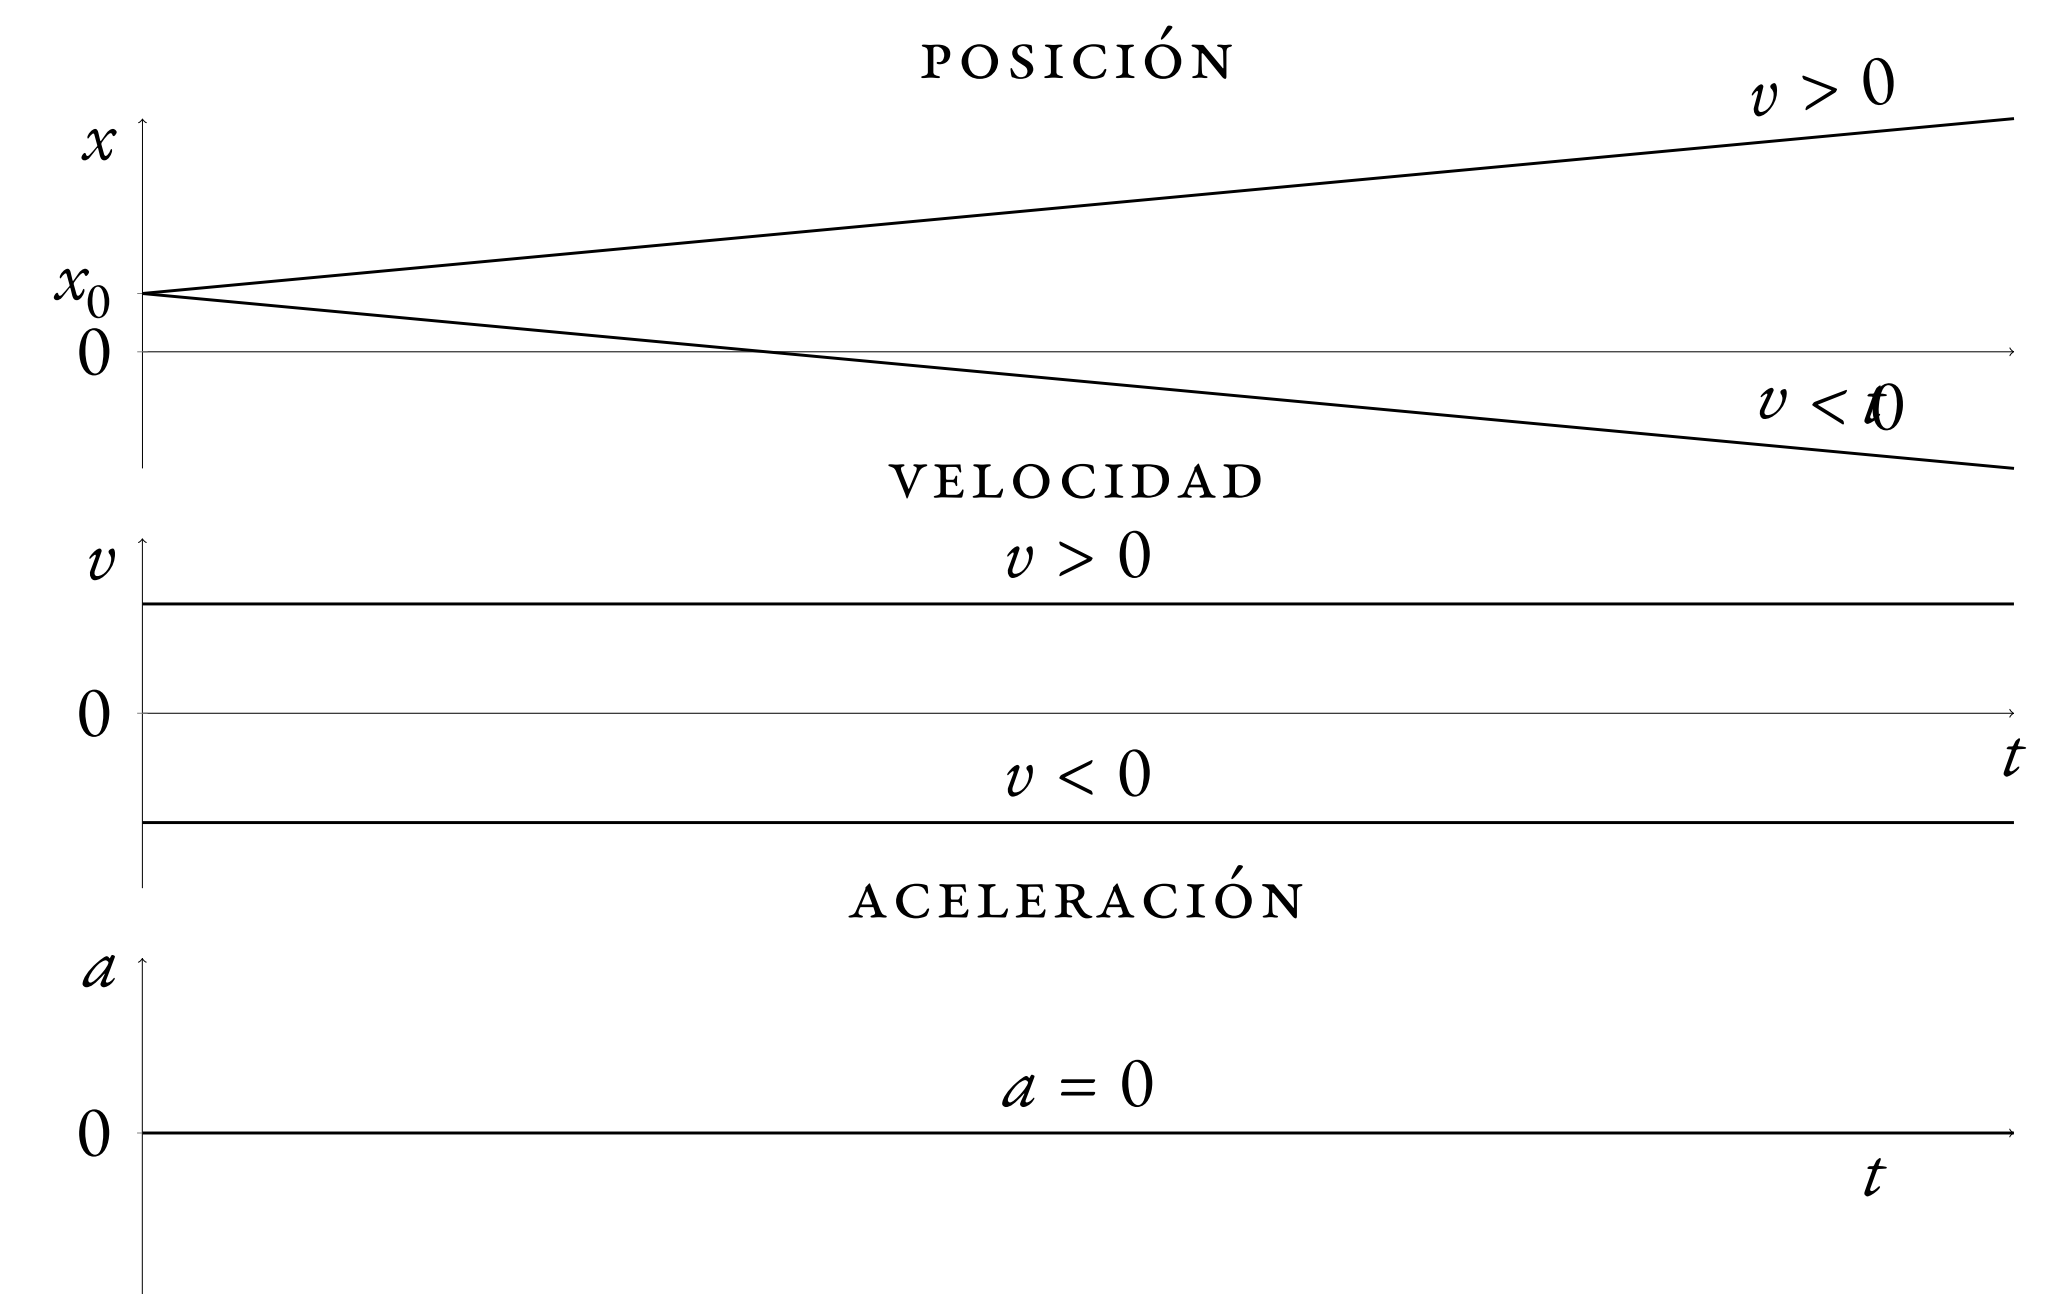 POSICIÓN
v > 0
x
x₀
0
v < 0
t
VELOCIDAD
v
v > 0
0
t
v < 0
ACELERACIÓN
a
a = 0
0
t